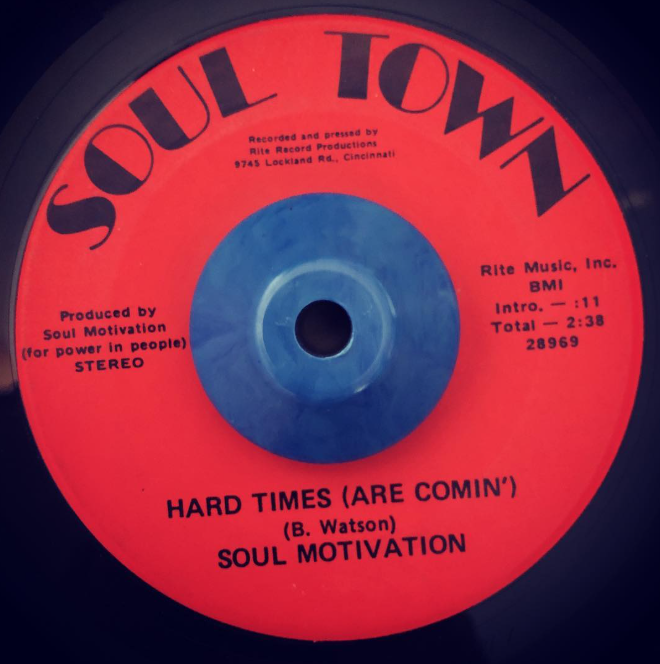 SOUL TOWN
Recorded and pressed by
Rite Record Productions
9745 Lockland Rd., Cincinnati
Produced by
Soul Motivation
(for power in people)
STEREO
Rite Music, Inc.
BMI
Intro. — :11
Total — 2:38
28969
HARD TIMES (ARE COMIN')
(B. Watson)
SOUL MOTIVATION